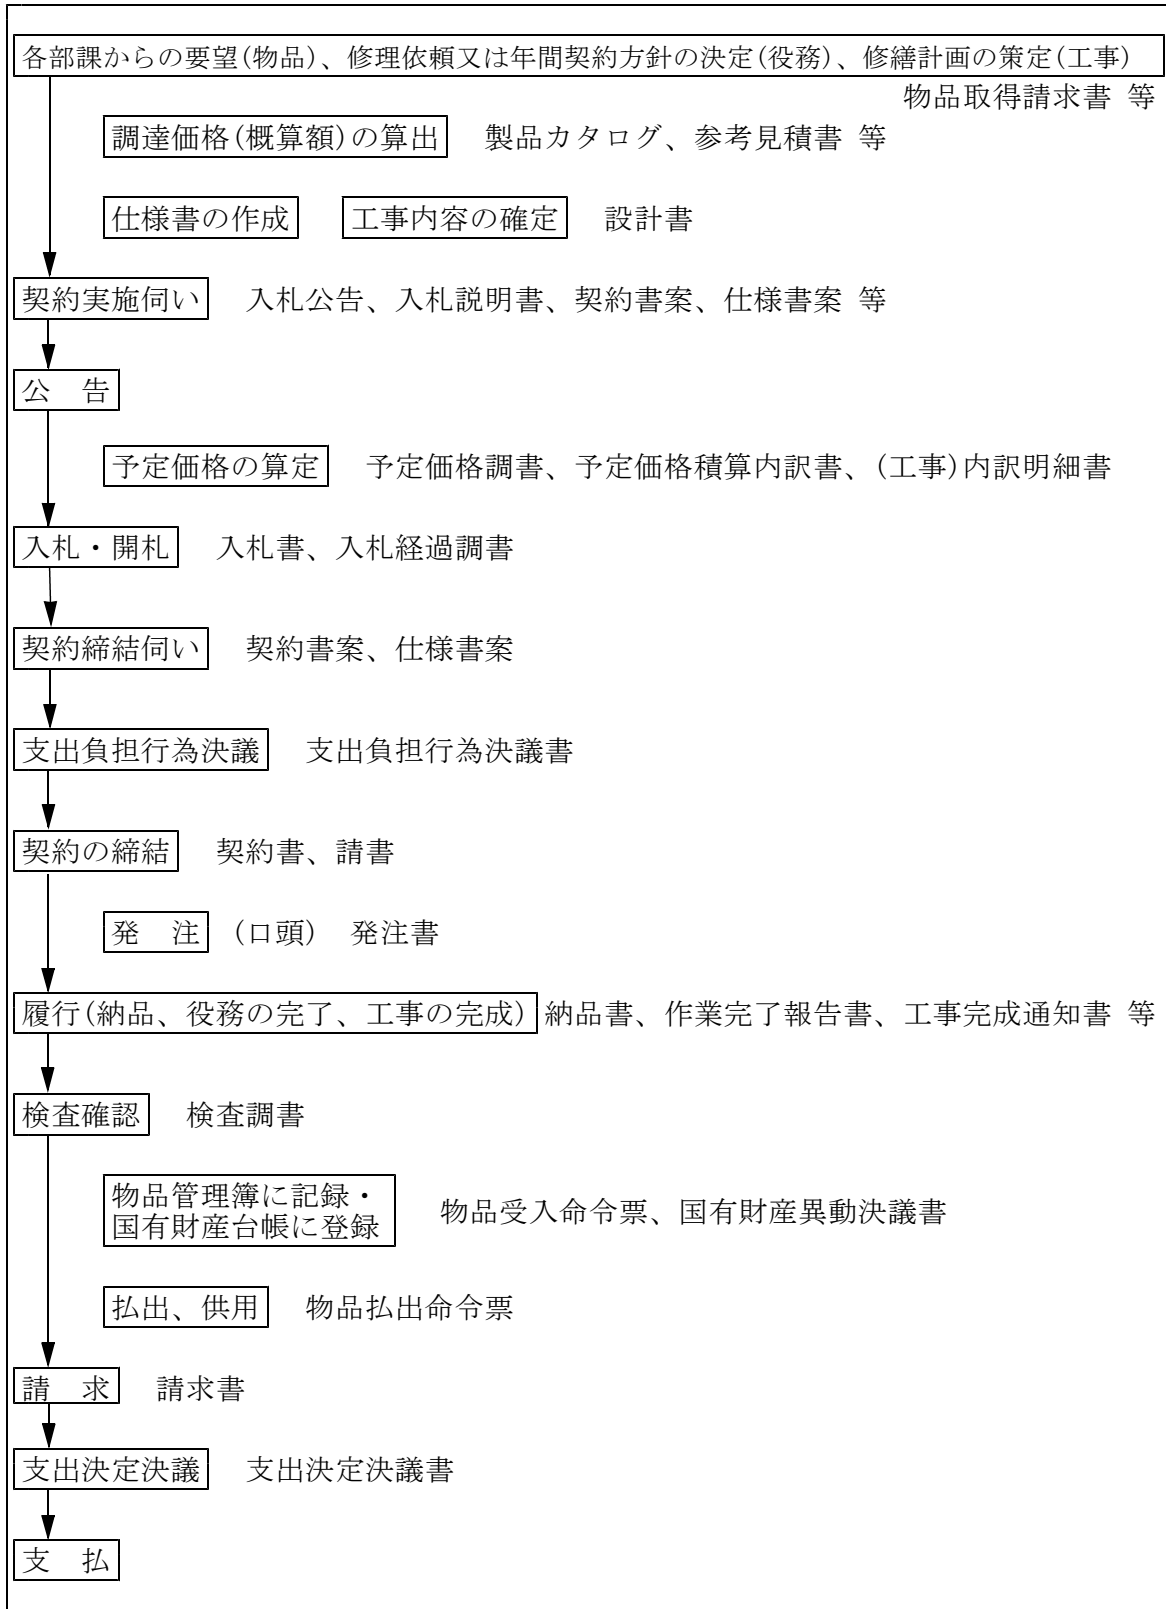 各部課からの要望(物品)、修理依頼又は年間契約方針の決定(役務)、修繕計画の策定(工事)
物品取得請求書 等
調達価格(概算額)の算出 製品カタログ、参考見積書 等
仕様書の作成 工事内容の確定 設計書
契約実施伺い 入札公告、入札説明書、契約書案、仕様書案 等
公 告
予定価格の算定 予定価格調書、予定価格積算内訳書、(工事)内訳明細書
入札・開札 入札書、入札経過調書
契約締結伺い 契約書案、仕様書案
支出負担行為決議 支出負担行為決議書
契約の締結 契約書、請書
発 注 (口頹) 発注書
履行(納品、役務の完了、工事の完成) 納品書、作業完了報告書、工事完成通知書 等
検査確認 検査調書
物品管理簿に記録・
国有財産台帳に登録
物品受入命令票、国有財産異動決議書
払出、供用 物品払出命令票
請 求 請求書
支出決定決議 支出決定決議書
支 払